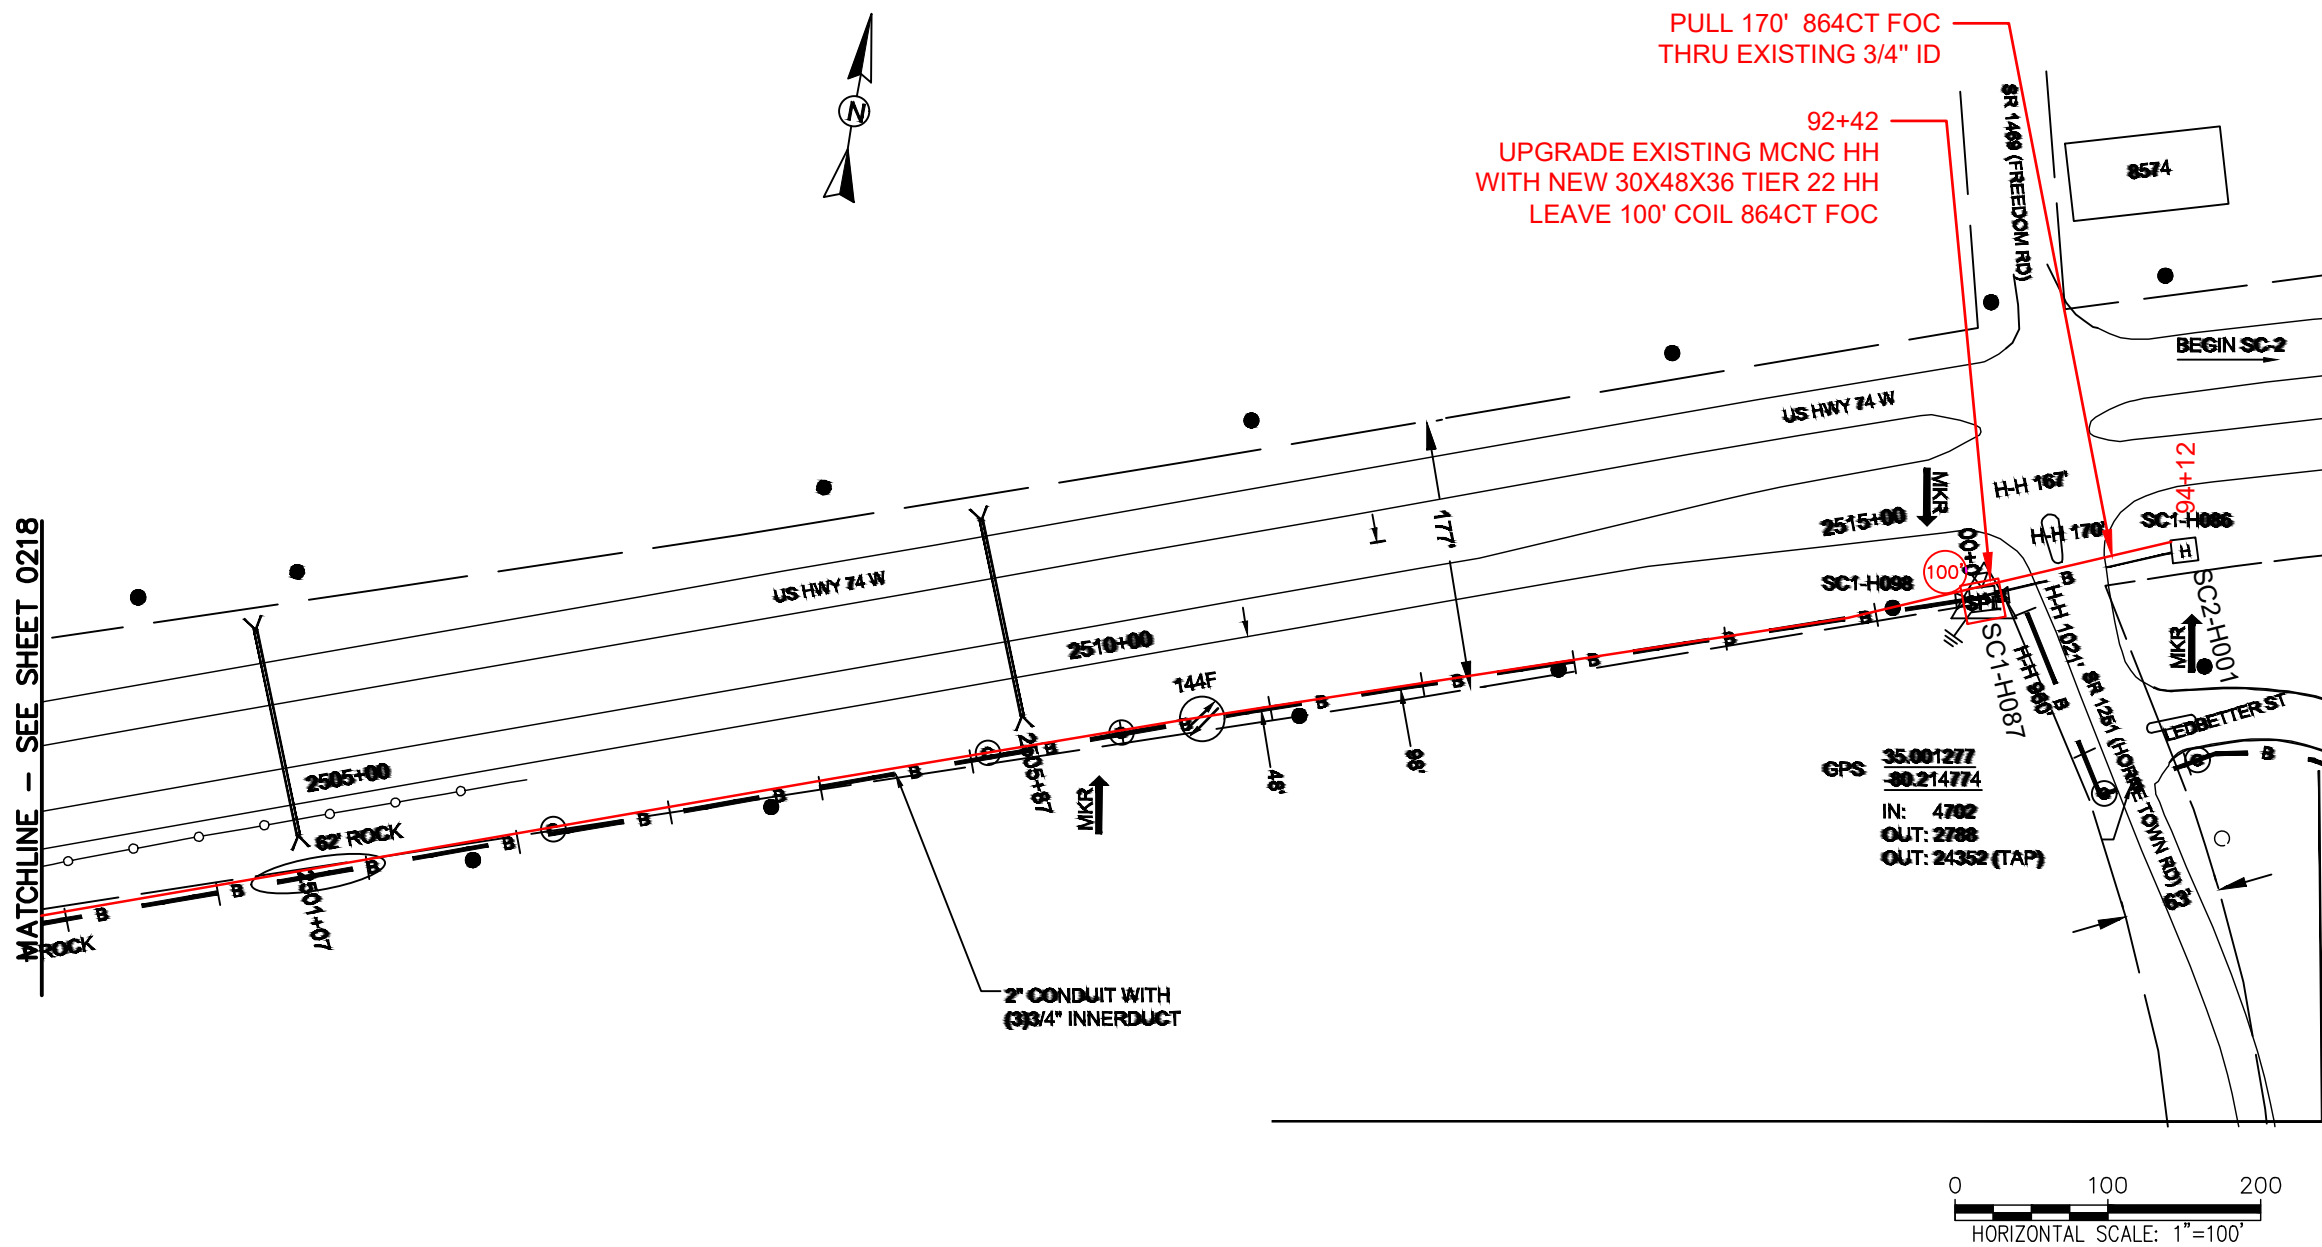 PULL 170' 864CT FOC
THRU EXISTING 3/4" ID
92+42
UPGRADE EXISTING MCNC HH
WITH NEW 30X48X36 TIER 22 HH
LEAVE 100' COIL 864CT FOC
N
SR 1469 (FREEDOM RD)
8574
BEGIN SC-2
US HWY 74 W
94+12
MKR
H-H 167'
177'
2515+00
H-H 170'
SC1-H086
H
MATCHLINE - SEE SHEET 0218
US HWY 74 W
100'
SC1-H098
B
SC2-H001
SC1-H087
H-H 1021'
MKR
2510+00
144F
SR 1251 (HORNE TOWN RD)
LEDBETTER ST
B
2505+00
48'
GPS 35.001277
-80.214774
MKR
IN: 4702
OUT: 2788
OUT: 24352 (TAP)
62' ROCK
B B B B B B B B B B B B
2501+07
63'
ROCK
2" CONDUIT WITH
(3)3/4" INNERDUCT
0 100 200
HORIZONTAL SCALE: 1"=100'